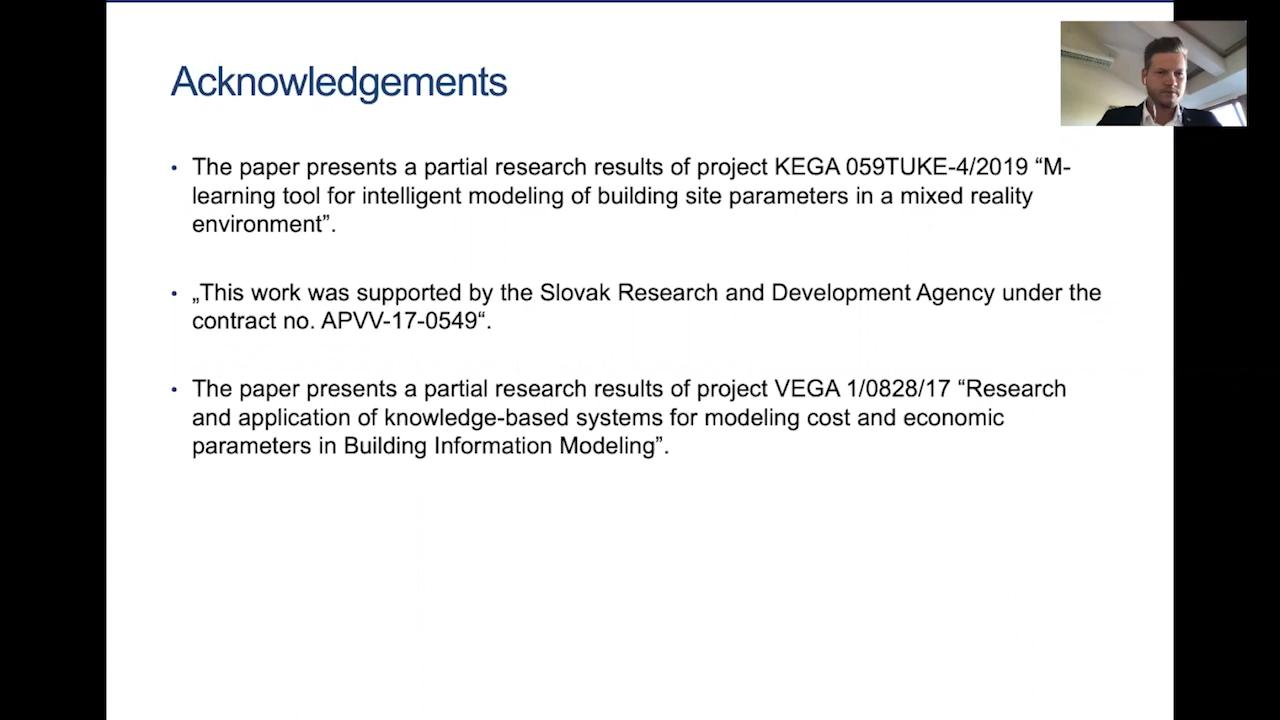 Acknowledgements
• The paper presents a partial research results of project KEGA 059TUKE-4/2019 “M-
learning tool for intelligent modeling of building site parameters in a mixed reality
environment”.
• „This work was supported by the Slovak Research and Development Agency under the
contract no. APVV-17-0549“.
• The paper presents a partial research results of project VEGA 1/0828/17 “Research
and application of knowledge-based systems for modeling cost and economic
parameters in Building Information Modeling”.